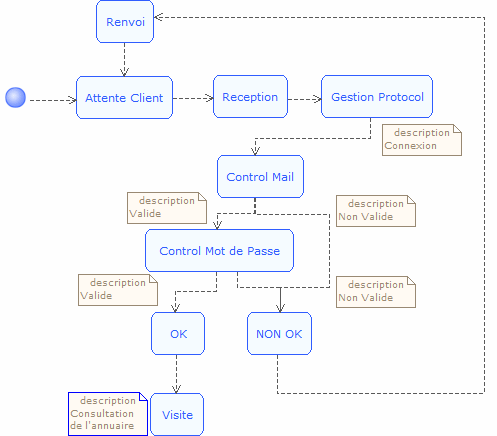 Renvoi
Attente Client
Reception
Gestion Protocol
description
Connexion
Control Mail
description
Valide
description
Non Valide
Control Mot de Passe
description
Valide
description
Non Valide
OK
NON OK
description
Consultation
de l'annuaire
Visite